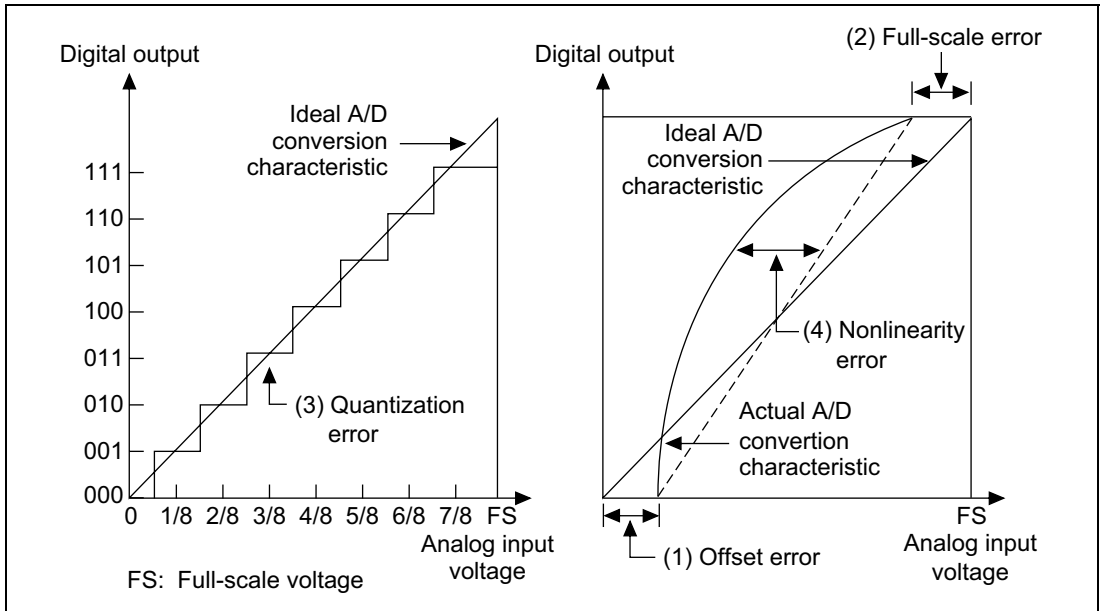 Digital output
Ideal A/D
conversion
characteristic
111
110
101
100
011
010
001
000
(3) Quantization
error
0 1/8 2/8 3/8 4/8 5/8 6/8 7/8 FS
Analog input
voltage
FS: Full-scale voltage
(2) Full-scale error
Digital output
Ideal A/D
conversion
characteristic
(4) Nonlinearity
error
Actual A/D
convertion
characteristic
FS
(1) Offset error
Analog input
voltage